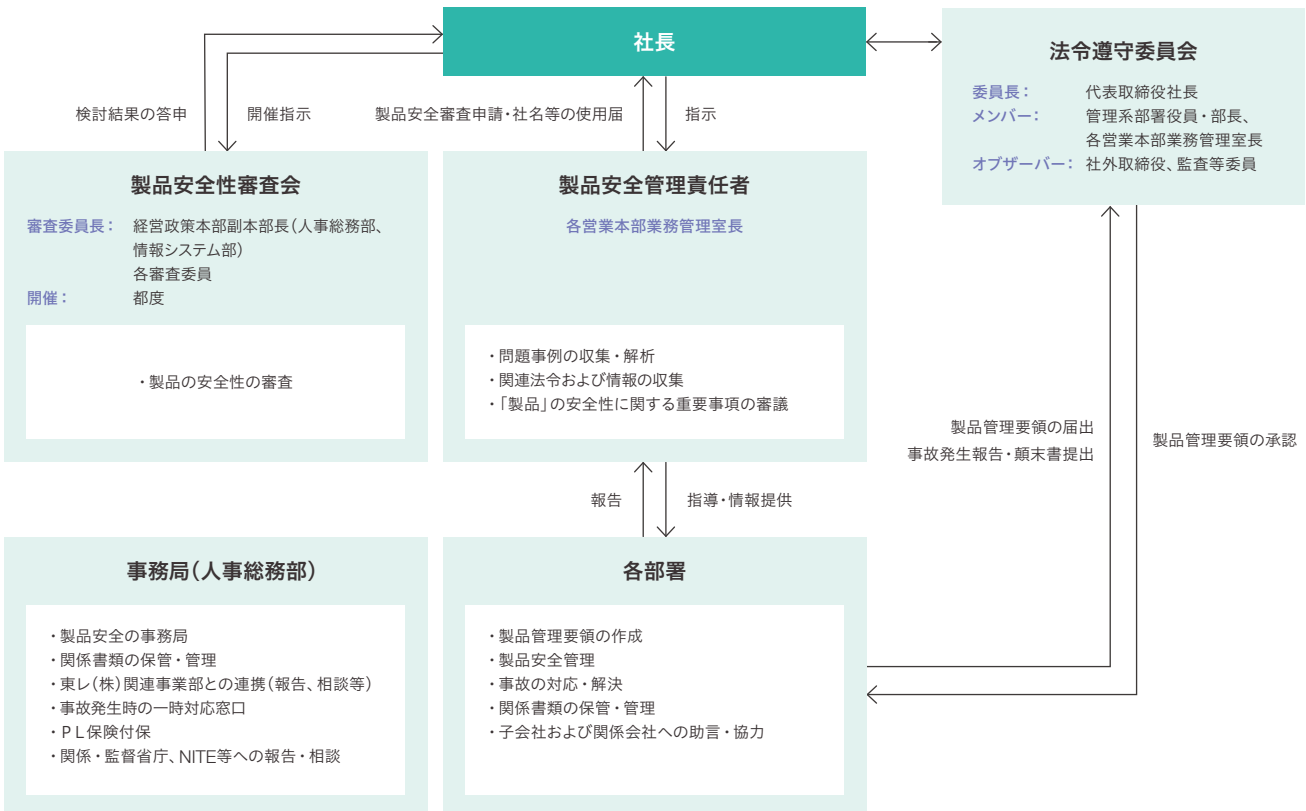 社長
検討結果の答申
開催指示
製品安全審査申請・社名等の使用届
指示
法令遵守委員会
委員長： 代表取締役社長
メンバー： 管理系部署役員・部長、
各営業本部業務管理室長
オブザーバー： 社外取締役、監査等委員
製品安全性審査会
審査委員長： 経営政策本部副本部長（人事総務部、
情報システム部）
各審査委員
開催： 都度
・製品の安全性の審査
製品安全管理責任者
各営業本部業務管理室長
・問題事例の収集・解析
・関連法令および情報の収集
・「製品」の安全性に関する重要事項の審議
製品管理要領の届出
事故発生報告・顛末書提出
製品管理要領の承認
報告
指導・情報提供
事務局（人事総務部）
・製品安全の事務局
・関係書類の保管・管理
・東レ（株）関連事業部との連携（報告、相談等）
・事故発生時の一時対応窓口
・ＰＬ保険付保
・関係・監督省庁、NITE等への報告・相談
各部署
・製品管理要領の作成
・製品安全管理
・事故の対応・解決
・関係書類の保管・管理
・子会社および関係会社への助言・協力